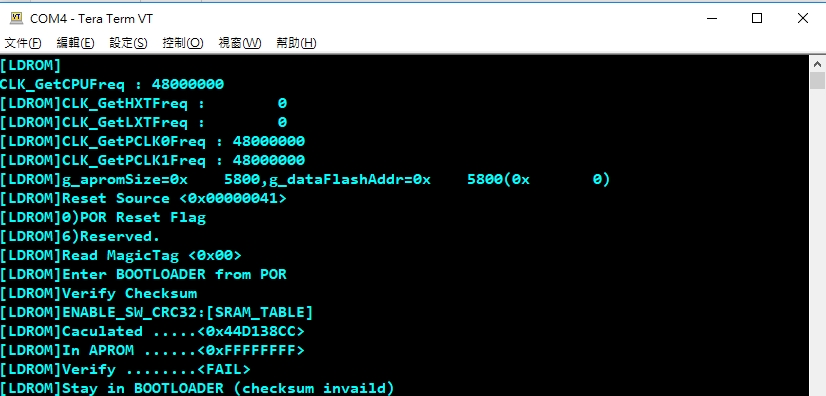 COM4 - Tera Term VT
文件(F) 編輯(E) 設定(S) 控制(O) 視窗(W) 幫助(H)
[LDROM]
CLK_GetCPUFreq : 48000000
[LDROM]CLK_GetHXTFreq :         0
[LDROM]CLK_GetLXTFreq :         0
[LDROM]CLK_GetPCLK0Freq : 48000000
[LDROM]CLK_GetPCLK1Freq : 48000000
[LDROM]g_apromSize=0x    5800,g_dataFlashAddr=0x    5800(0x       0)
[LDROM]Reset Source <0x00000041>
[LDROM]0)POR Reset Flag
[LDROM]6)Reserved.
[LDROM]Read MagicTag <0x00>
[LDROM]Enter BOOTLOADER from POR
[LDROM]Verify Checksum
[LDROM]ENABLE_SW_CRC32:[SRAM_TABLE]
[LDROM]Caculated .....<0x44D138CC>
[LDROM]In APROM ......<0xFFFFFFFF>
[LDROM]Verify ........<FAIL>
[LDROM]Stay in BOOTLOADER (checksum invaild)